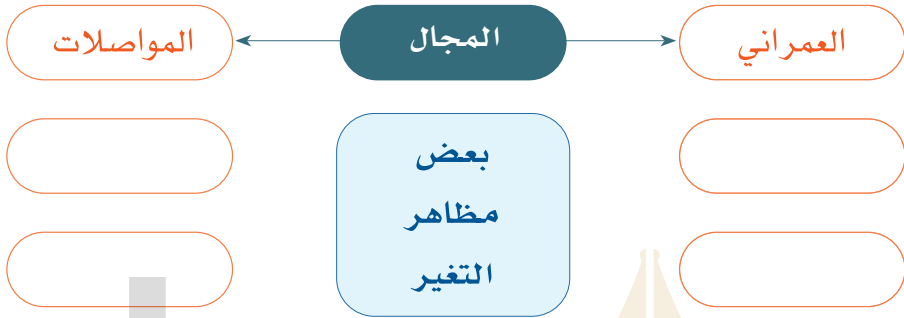 العمراني
المجال
المواصلات
بعض
مظاهر
التغير